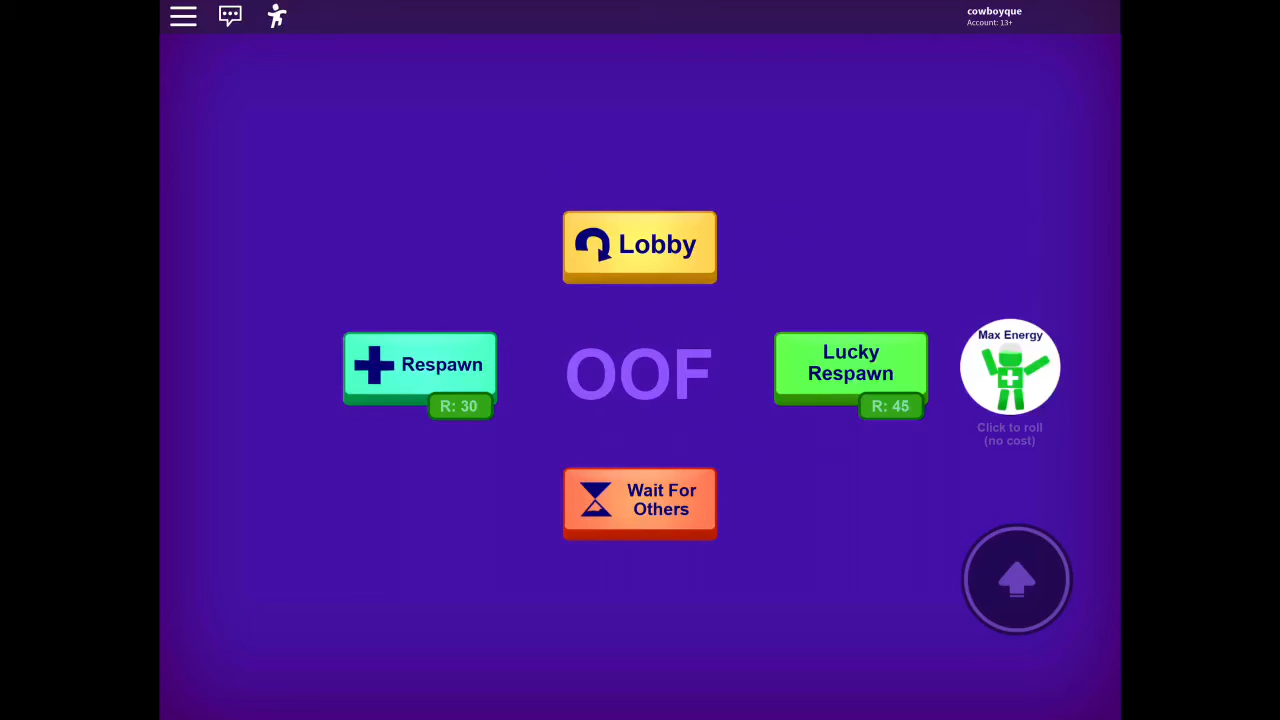 cowboyque
Account: 13+
Lobby
Respawn
R: 30
OOF
Lucky
Respawn
R: 45
Max Energy
Click to roll
(no cost)
Wait For
Others